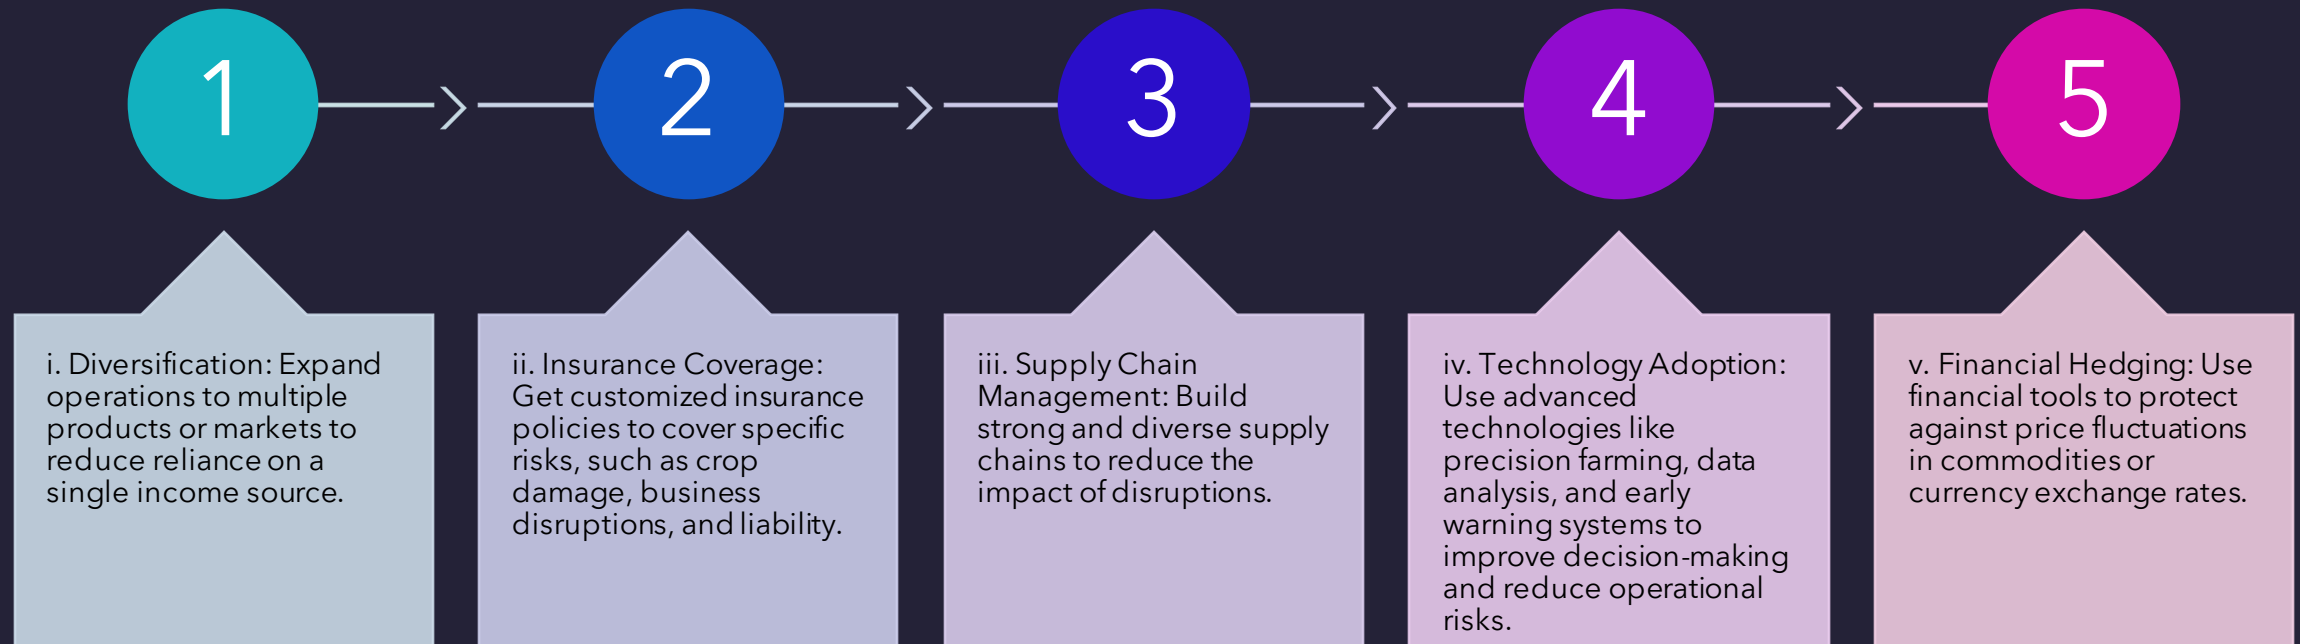 1
2
3
4
5
i. Diversification: Expand
operations to multiple
products or markets to
reduce reliance on a
single income source.
ii. Insurance Coverage:
Get customized insurance
policies to cover specific
risks, such as crop
damage, business
disruptions, and liability.
iii. Supply Chain
Management: Build
strong and diverse supply
chains to reduce the
impact of disruptions.
iv. Technology Adoption:
Use advanced
technologies like
precision farming, data
analysis, and early
warning systems to
improve decision-making
and reduce operational
risks.
v. Financial Hedging: Use
financial tools to protect
against price fluctuations
in commodities or
currency exchange rates.